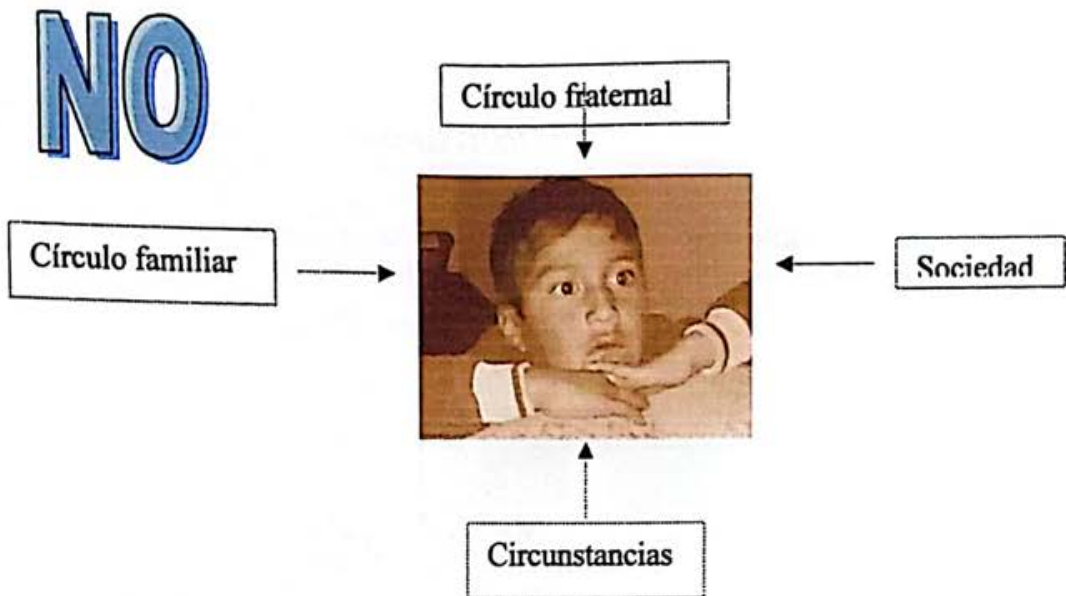 NO
Círculo fraternal
Círculo familiar
Sociedad
Circunstancias